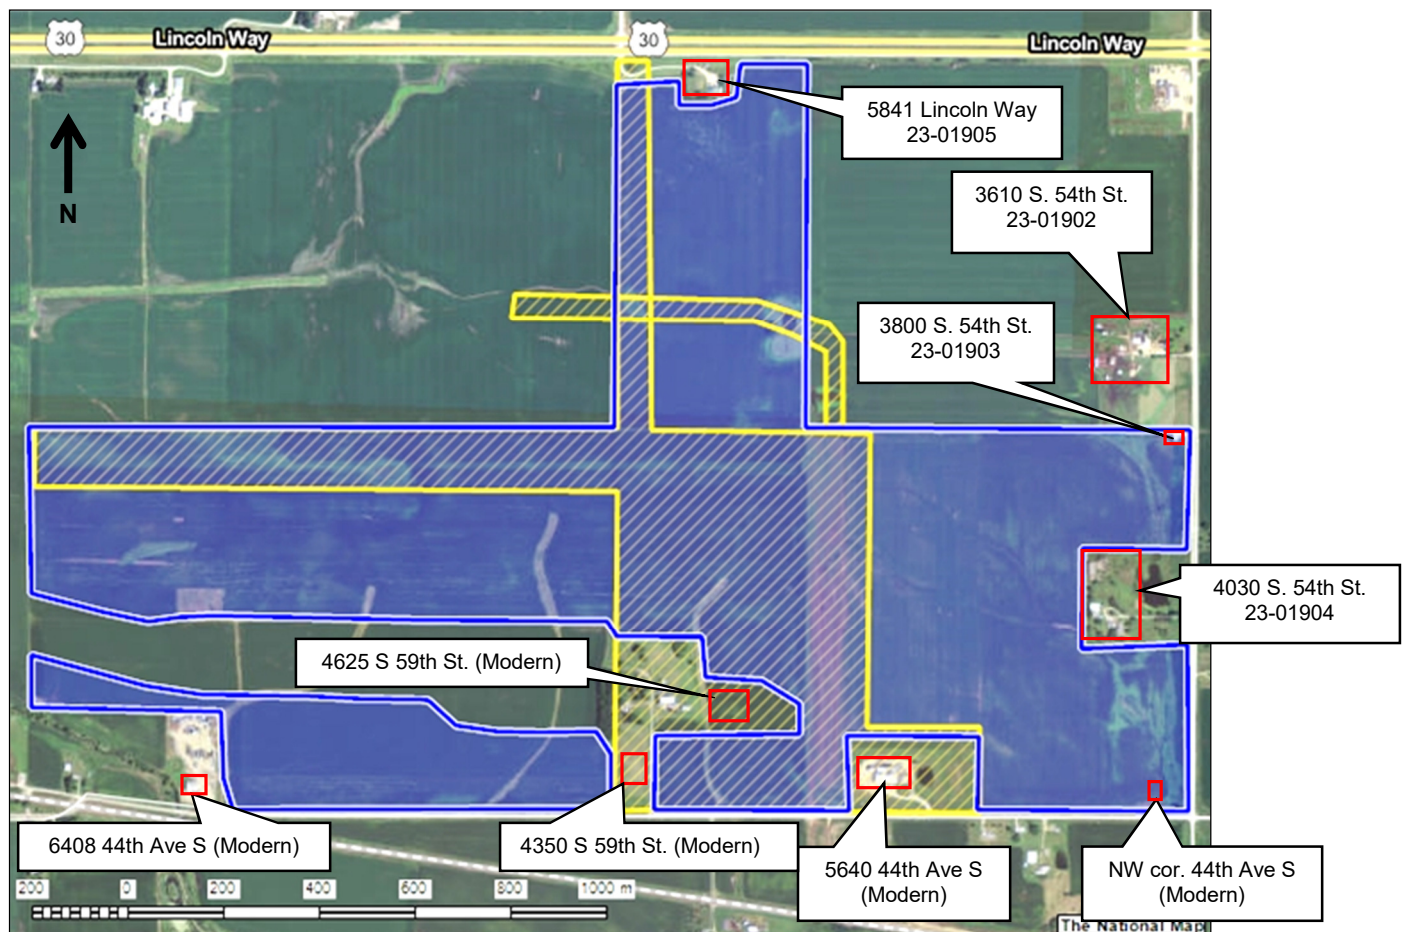 30
Lincoln Way
30
Lincoln Way
5841 Lincoln Way
23-01905
N
3610 S. 54th St.
23-01902
3800 S. 54th St.
23-01903
4030 S. 54th St.
23-01904
4625 S 59th St. (Modern)
6408 44th Ave S (Modern)
4350 S 59th St. (Modern)
5640 44th Ave S
(Modern)
NW cor. 44th Ave S
(Modern)
200 0 200 400 600 800 1000 m
The National Map